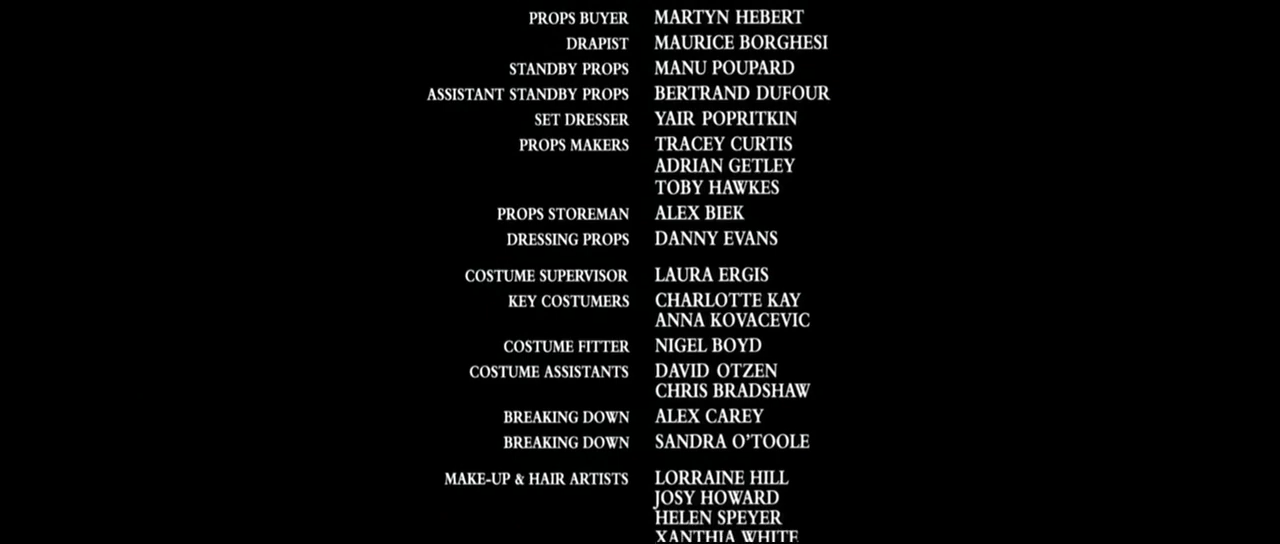 PROPS BUYER MARTYN HEBERT
DRAPIST MAURICE BORGHESI
STANDBY PROPS MANU POUPARD
ASSISTANT STANDBY PROPS BERTRAND DUFOUR
SET DRESSER YAIR POPRITKIN
PROPS MAKERS TRACEY CURTIS
ADRIAN GETLEY
TOBY HAWKES
PROPS STOREMAN ALEX BIEK
DRESSING PROPS DANNY EVANS
COSTUME SUPERVISOR LAURA ERGIS
KEY COSTUMERS CHARLOTTE KAY
ANNA KOVACEVIC
COSTUME FITTER NIGEL BOYD
COSTUME ASSISTANTS DAVID OTZEN
CHRIS BRADSHAW
BREAKING DOWN ALEX CAREY
BREAKING DOWN SANDRA O'TOOLE
MAKE-UP & HAIR ARTISTS LORRAINE HILL
JOSY HOWARD
HELEN SPEYER
XANTHIA WHITE